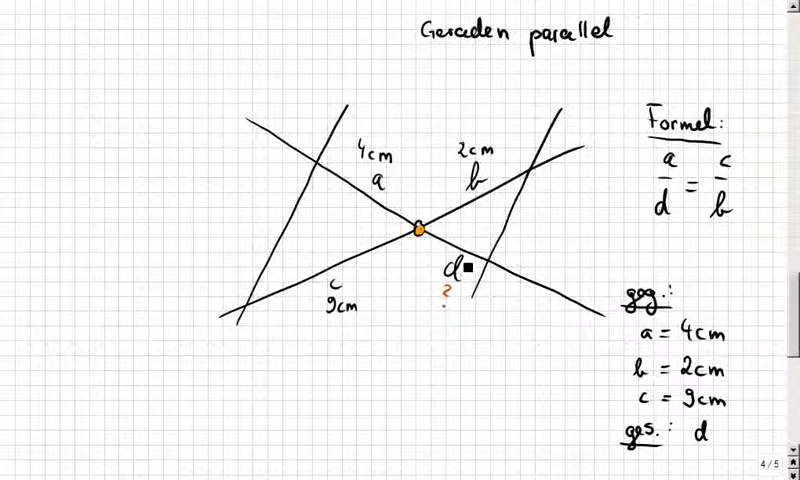 Geraden parallel
Formel:
4cm
2cm
a
b
a c
— = —
d b
d
?
c
9cm
geg.:
a = 4cm
b = 2cm
c = 9cm
ges.: d
4/5